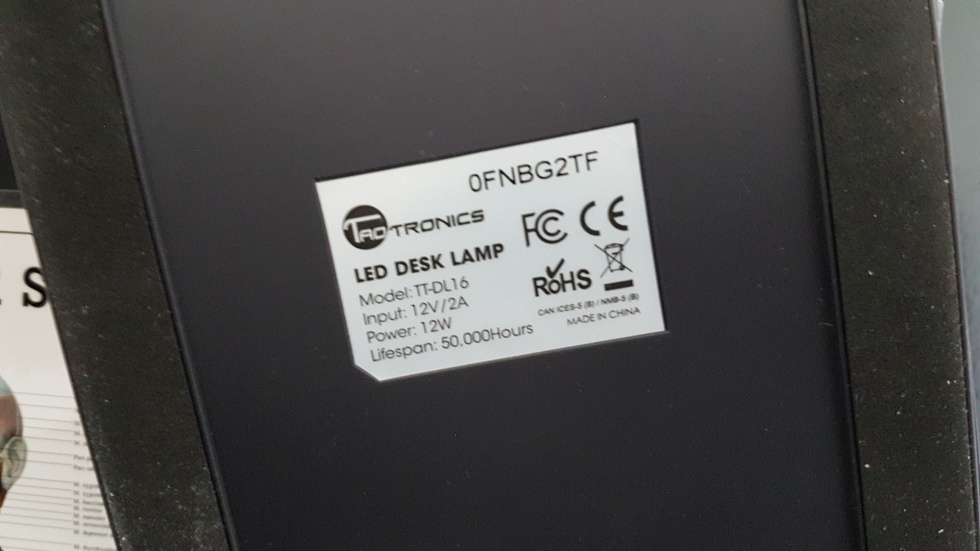 0FNBG2TF
TAOTRONICS
FC CE
LED DESK LAMP
Model: TT-DL16
Input: 12V/2A
Power: 12W
Lifespan: 50,000Hours
RoHS
CAN ICES-5 (B) / NMB-5 (B)
MADE IN CHINA
S